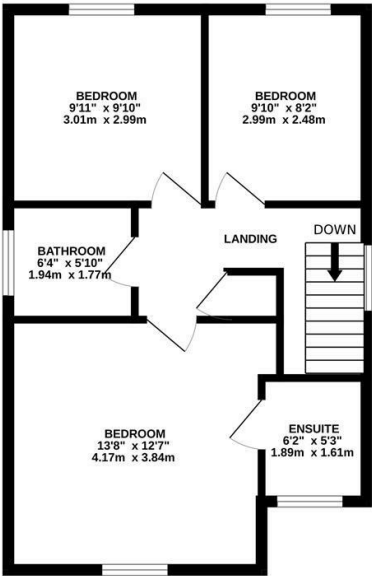 BEDROOM
9'11" x 9'10"
3.01m x 2.99m
BEDROOM
9'10" x 8'2"
2.99m x 2.48m
BATHROOM
6'4" x 5'10"
1.94m x 1.77m
LANDING
DOWN
BEDROOM
13'8" x 12'7"
4.17m x 3.84m
ENSUITE
6'2" x 5'3"
1.89m x 1.61m